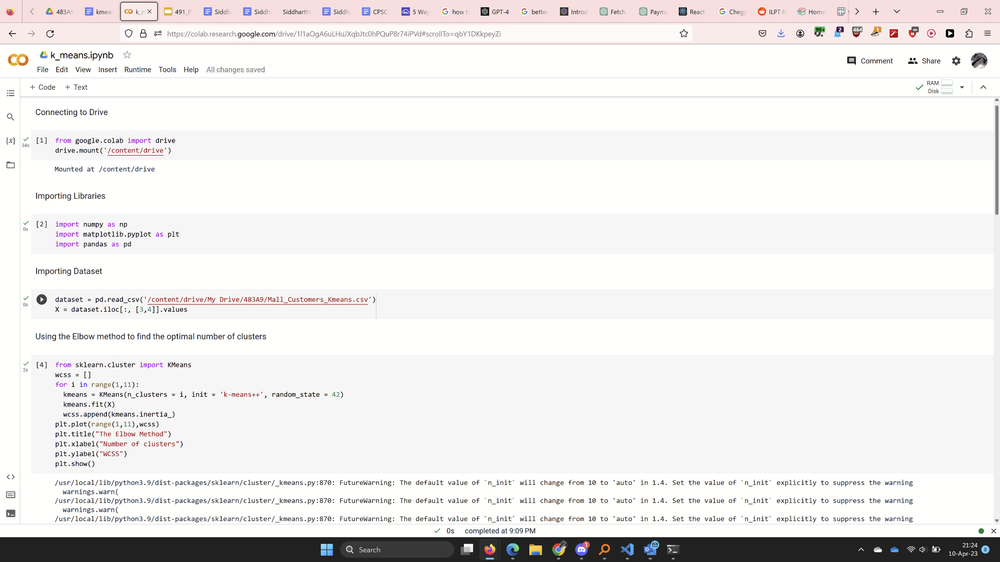 483A9
kmea
k_m
491_P
Siddh
Siddh
Siddharth
Siddh
CPSC
5 Way
how t
GPT-4
better
Introd
Fetch
Payme
React
Chegg
ILPT R
Home
https://colab.research.google.com/drive/1l1aOgA6uLHuJXqbJtc0hPQuP8r74iPVd#scrollTo=qbY1DKkpeyZi
99+
2
464
1
∞
CO
k_means.ipynb
File Edit View Insert Runtime Tools Help All changes saved
Comment
Share
+ Code + Text
RAM
Disk
Connecting to Drive
[1] from google.colab import drive
34s
drive.mount('/content/drive')
Mounted at /content/drive
Importing Libraries
[2] import numpy as np
0s
import matplotlib.pyplot as plt
import pandas as pd
Importing Dataset
dataset = pd.read_csv('/content/drive/My Drive/483A9/Mall_Customers_Kmeans.csv')
0s
X = dataset.iloc[:, [3,4]].values
Using the Elbow method to find the optimal number of clusters
[4] from sklearn.cluster import KMeans
2s
wcss = []
for i in range(1,11):
kmeans = KMeans(n_clusters = i, init = 'k-means++', random_state = 42)
kmeans.fit(X)
wcss.append(kmeans.inertia_)
plt.plot(range(1,11),wcss)
plt.title("The Elbow Method")
plt.xlabel("Number of clusters")
plt.ylabel("WCSS")
plt.show()
/usr/local/lib/python3.9/dist-packages/sklearn/cluster/_kmeans.py:870: FutureWarning: The default value of `n_init` will change from 10 to 'auto' in 1.4. Set the value of `n_init` explicitly to suppress the warning
warnings.warn(
/usr/local/lib/python3.9/dist-packages/sklearn/cluster/_kmeans.py:870: FutureWarning: The default value of `n_init` will change from 10 to 'auto' in 1.4. Set the value of `n_init` explicitly to suppress the warning
warnings.warn(
/usr/local/lib/python3.9/dist-packages/sklearn/cluster/_kmeans.py:870: FutureWarning: The default value of `n_init` will change from 10 to 'auto' in 1.4. Set the value of `n_init` explicitly to suppress the warning
0s completed at 9:09 PM
Search
1
21:24
10-Apr-23
8